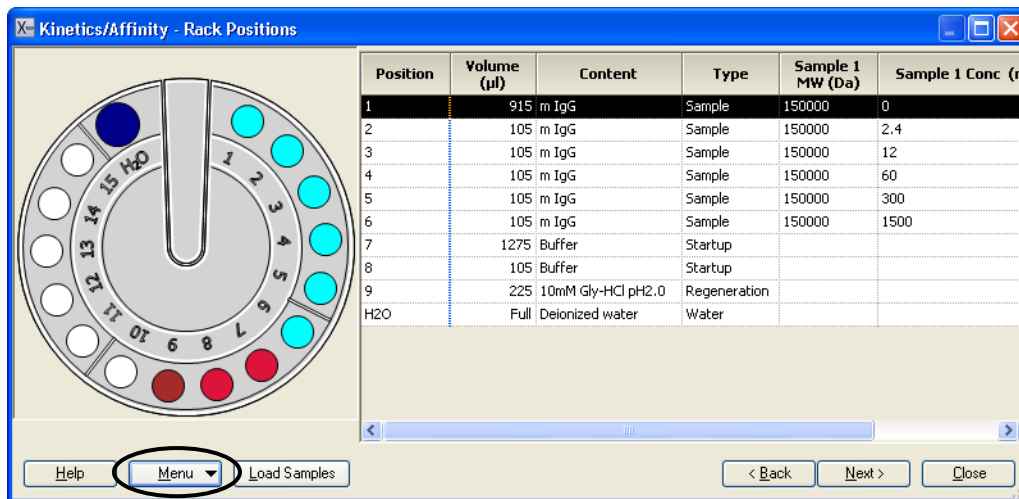 Kinetics/Affinity - Rack Positions
Position Volume (µl) Content Type Sample 1 MW (Da) Sample 1 Conc (
1 915 m IgG Sample 150000 0
2 105 m IgG Sample 150000 2.4
3 105 m IgG Sample 150000 12
4 105 m IgG Sample 150000 60
5 105 m IgG Sample 150000 300
6 105 m IgG Sample 150000 1500
7 1275 Buffer Startup
8 105 Buffer Startup
9 225 10mM Gly-HCl pH2.0 Regeneration
H2O Full Deionized water Water
H₂O 1 2 3 4 5 6 7 8 9 10 11 12 13 14 15
Help Menu Load Samples < Back Next > Close